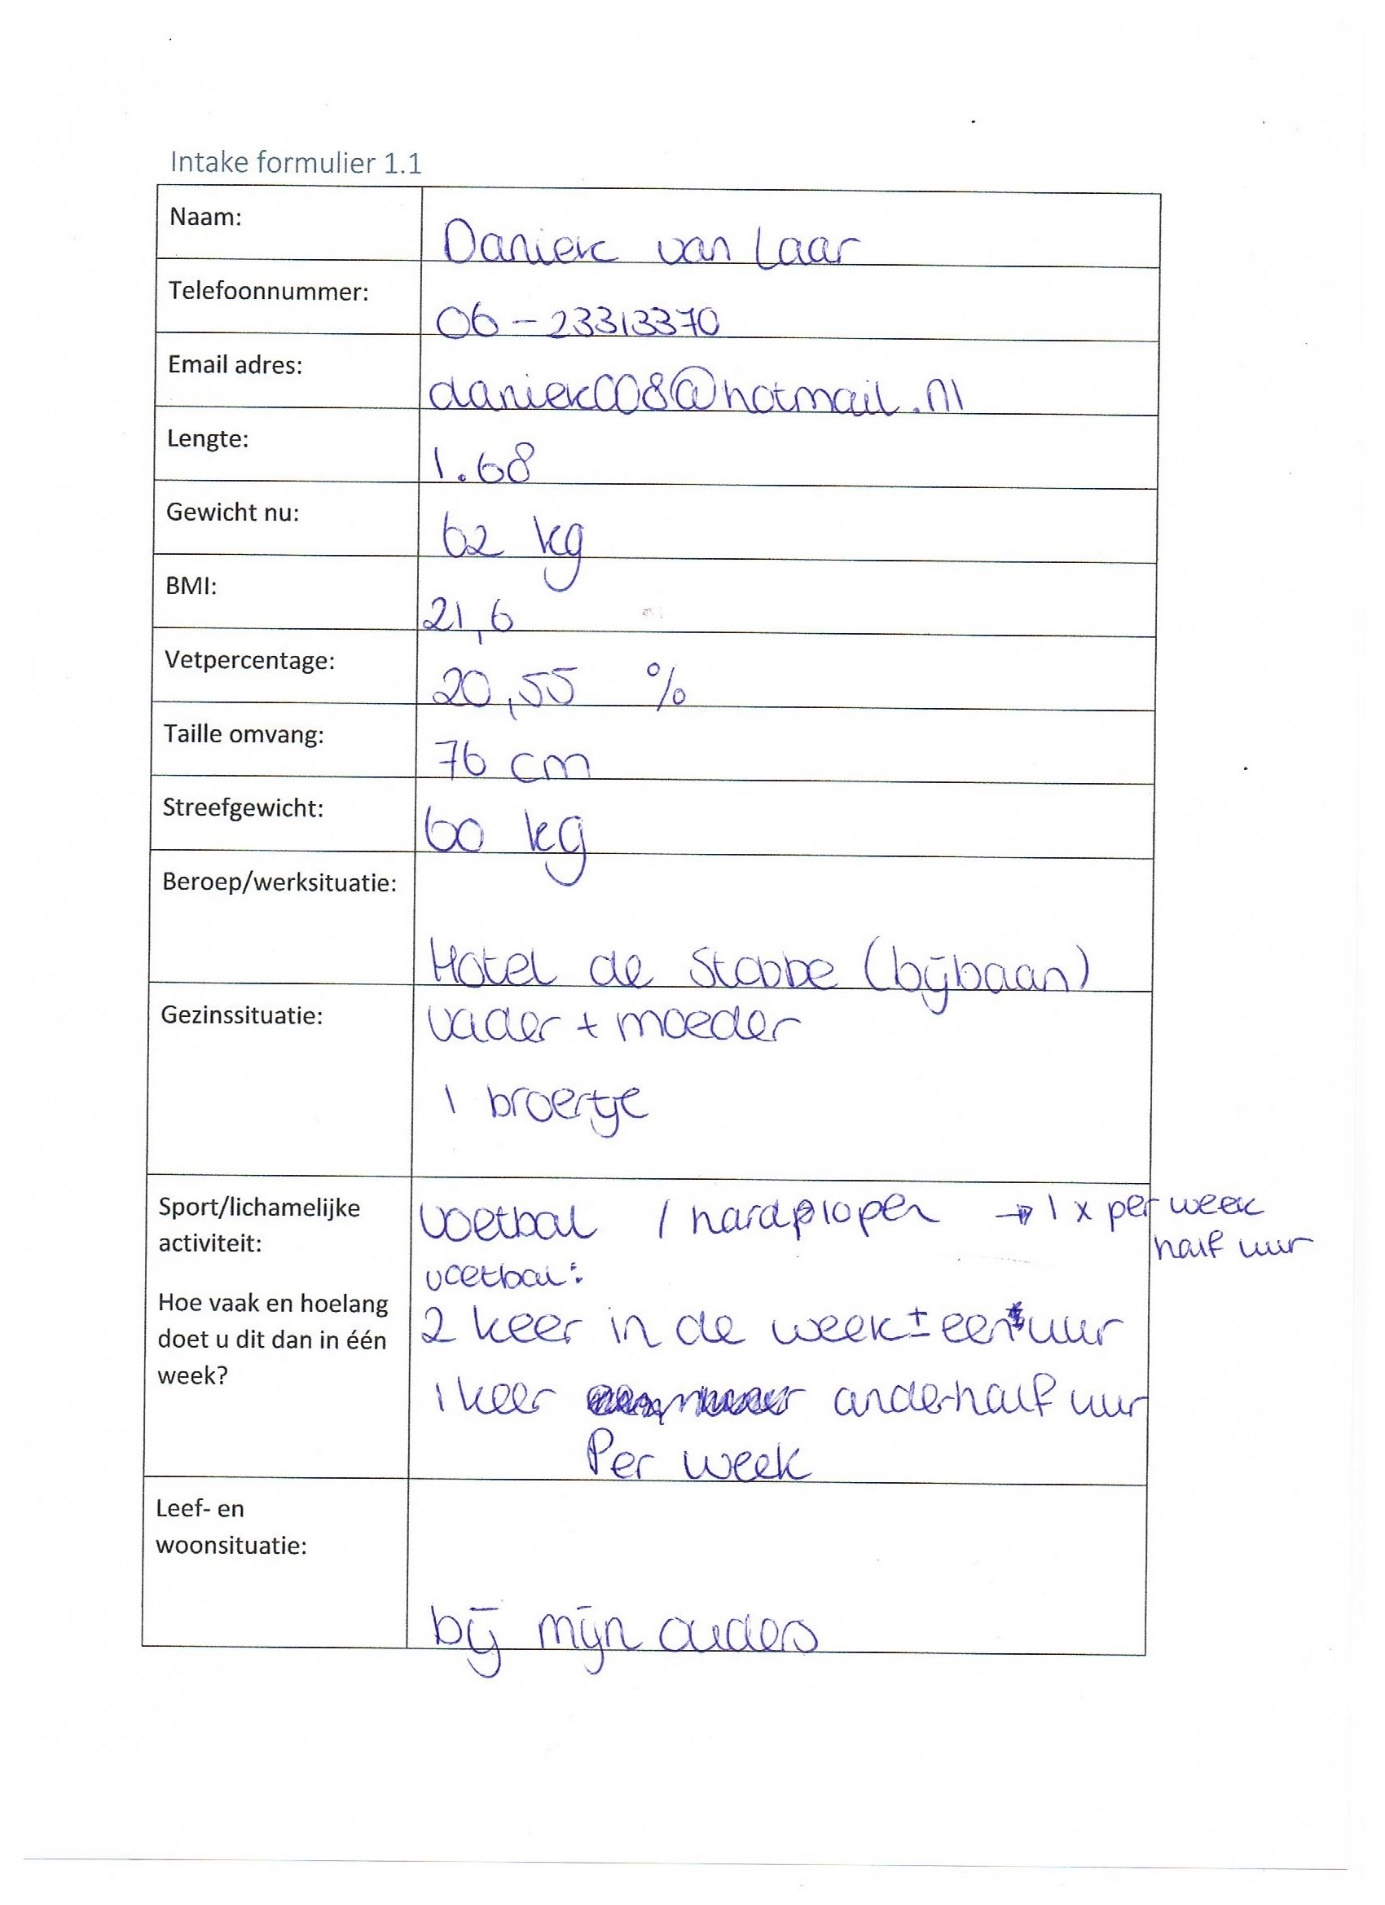 Intake formulier 1.1
Naam:
Daniek van Laar
Telefoonnummer:
06-23313370
Email adres:
daniek008@hotmail.nl
Lengte:
1.68
Gewicht nu:
62 kg
BMI:
21,6
Vetpercentage:
20,55 %
Taille omvang:
76 cm
Streefgewicht:
60 kg
Beroep/werksituatie:
Hotel de Stobbe (bijbaan)
Gezinssituatie:
vader + moeder
1 broertje
Sport/lichamelijke
activiteit:
Hoe vaak en hoelang
doet u dit dan in één
week?
voetbal / hardlopen → 1 x per week
half uur
voetbal:
2 keer in de week ± een uur
1 keer anderhalf uur
Per week
Leef- en
woonsituatie:
bij mijn ouders